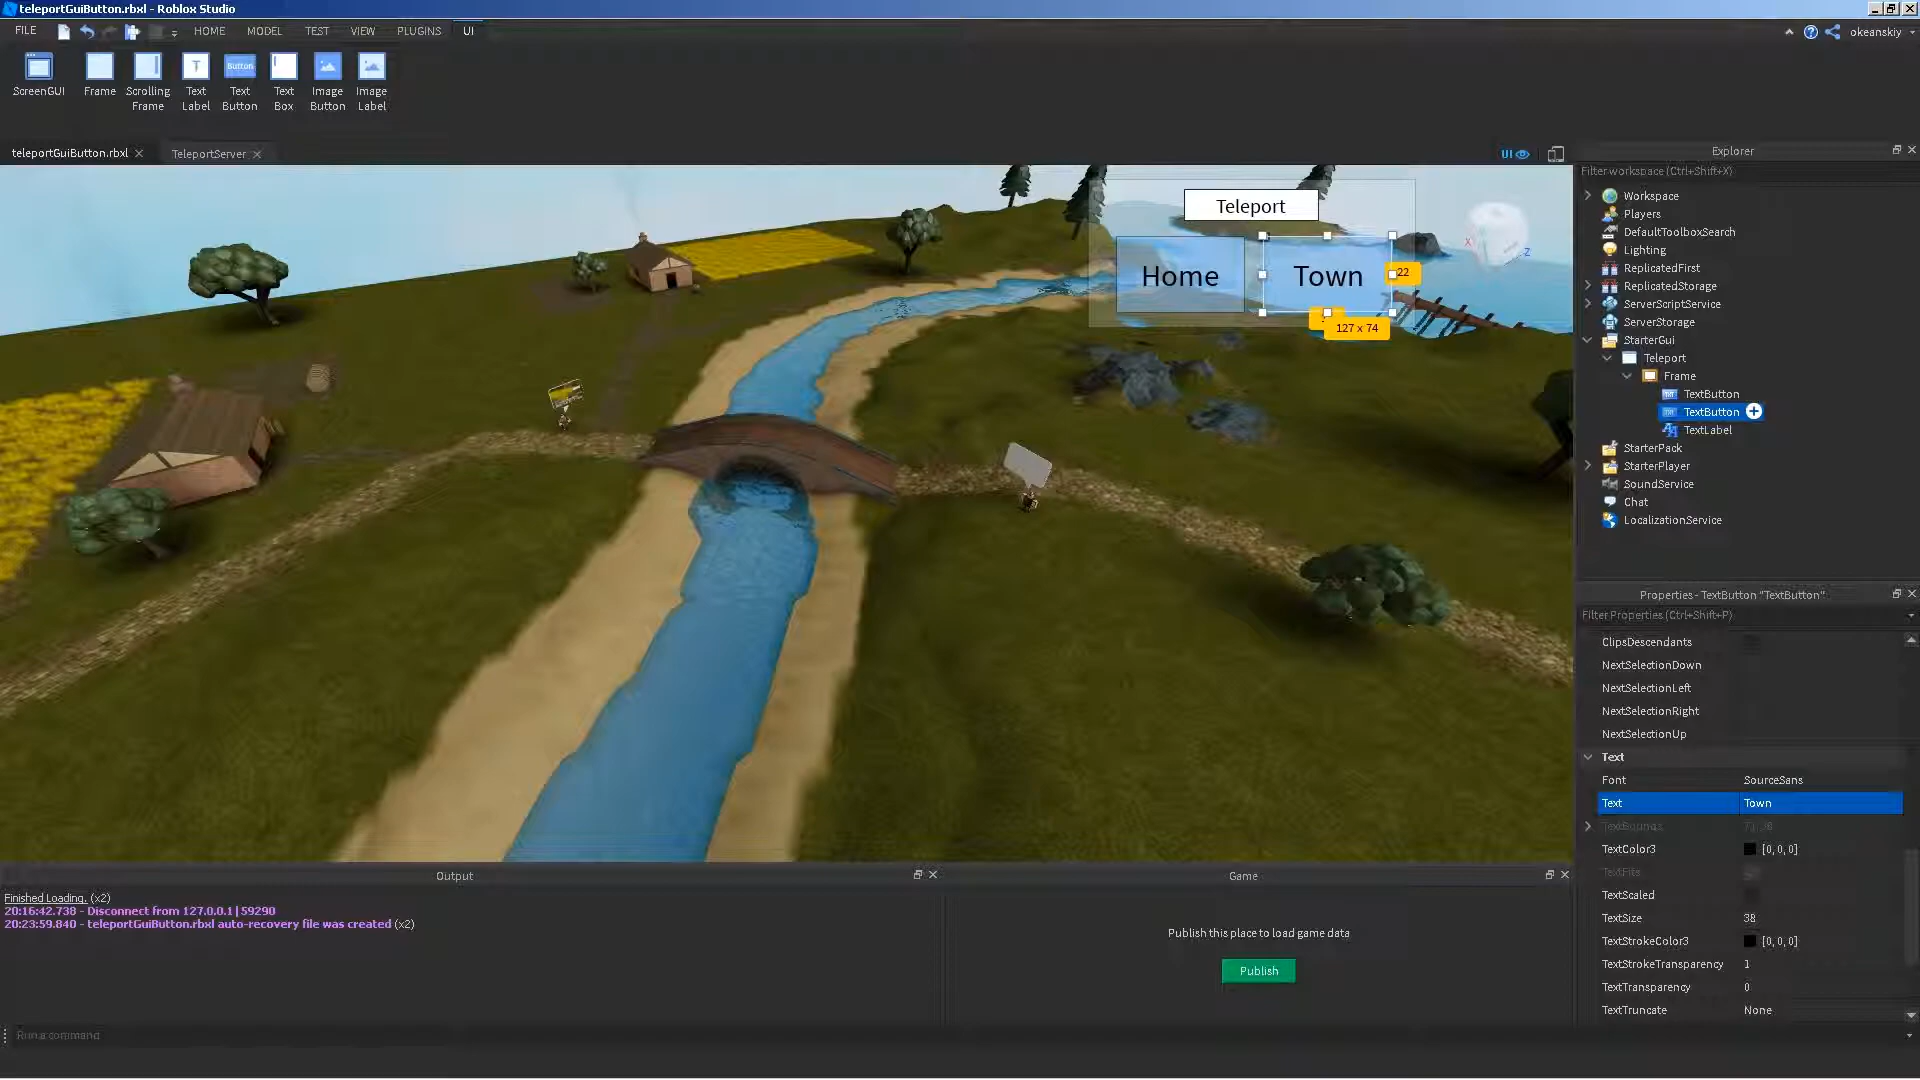 teleportGuiButton.rbxl - Roblox Studio
FILE
HOME
MODEL
TEST
VIEW
PLUGINS
UI
okeanskiy
ScreenGUI
Frame
Scrolling Frame
Text Label
Button
Text Button
Text Box
Image Button
Image Label
teleportGuiButton.rbxl
TeleportServer
UI
Teleport
Home
Town
22
127 x 74
X
Z
Explorer
Filter workspace (Ctrl+Shift+X)
Workspace
Players
DefaultToolboxSearch
Lighting
ReplicatedFirst
ReplicatedStorage
ServerScriptService
ServerStorage
StarterGui
Teleport
Frame
TextButton
TextButton
TextLabel
StarterPack
StarterPlayer
SoundService
Chat
LocalizationService
Properties - TextButton "TextButton"
Filter Properties (Ctrl+Shift+P)
ClipsDescendants
NextSelectionDown
NextSelectionLeft
NextSelectionRight
NextSelectionUp
Text
Font SourceSans
Text Town
TextBounds
TextColor3 [0, 0, 0]
TextFits
TextScaled
TextSize 38
TextStrokeColor3 [0, 0, 0]
TextStrokeTransparency 1
TextTransparency 0
TextTruncate None
Output
Finished Loading. (x2)
20:16:42.738 - Disconnect from 127.0.0.1|59290
20:23:59.840 - teleportGuiButton.rbxl auto-recovery file was created (x2)
Game
Publish this place to load game data
Publish
Run a command